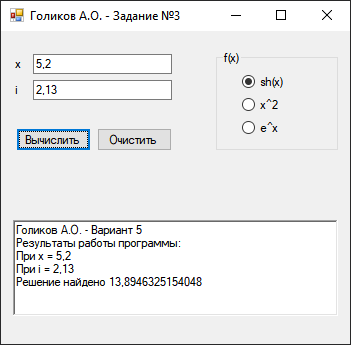 Голиков А.О. - Задание №3
x 5,2
i 2,13
Вычислить Очистить
f(x)
sh(x)
x^2
e^x
Голиков А.О. - Вариант 5
Результаты работы программы:
При x = 5,2
При i = 2,13
Решение найдено 13,8946325154048